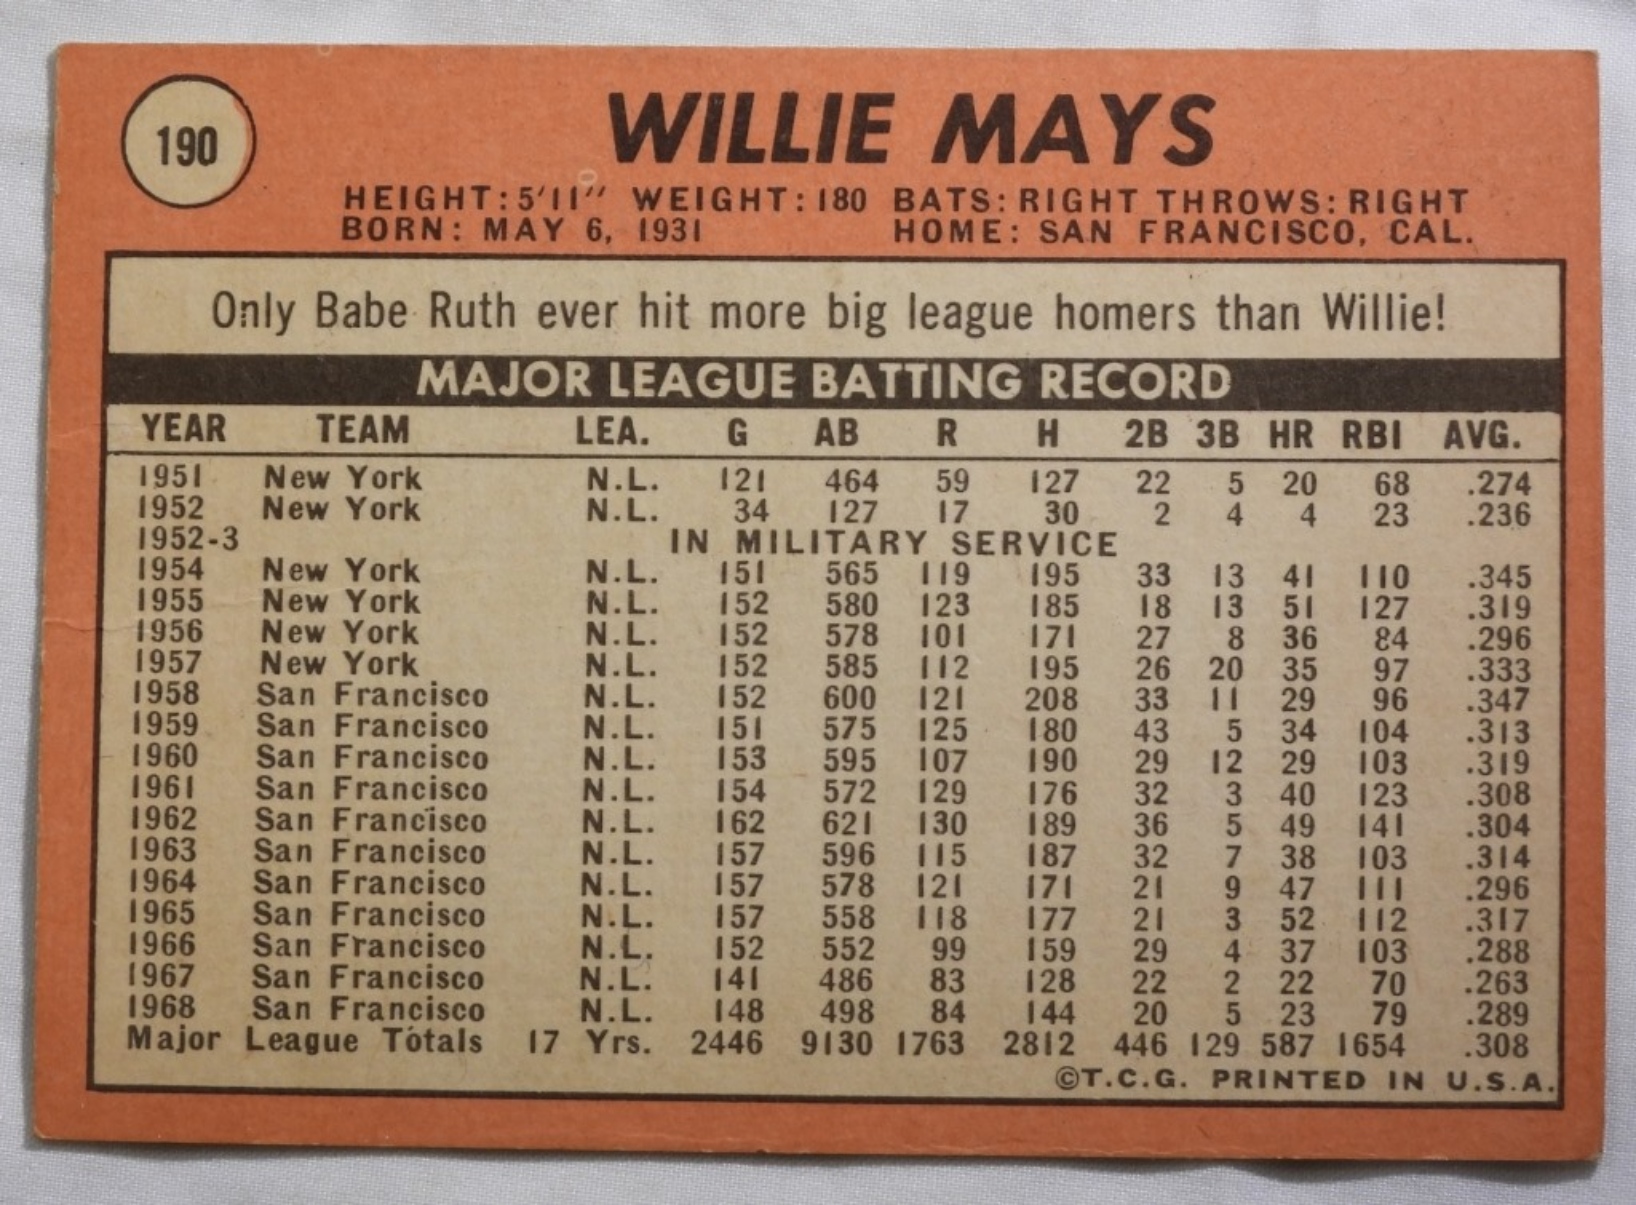 190
WILLIE MAYS
HEIGHT: 5'11" WEIGHT: 180 BATS: RIGHT THROWS: RIGHT
BORN: MAY 6, 1931 HOME: SAN FRANCISCO, CAL.
Only Babe Ruth ever hit more big league homers than Willie!
MAJOR LEAGUE BATTING RECORD
YEAR TEAM LEA. G AB R H 2B 3B HR RBI AVG.
1951 New York N.L. 121 464 59 127 22 5 20 68 .274
1952 New York N.L. 34 127 17 30 2 4 4 23 .236
1952-3 IN MILITARY SERVICE
1954 New York N.L. 151 565 119 195 33 13 41 110 .345
1955 New York N.L. 152 580 123 185 18 13 51 127 .319
1956 New York N.L. 152 578 101 171 27 8 36 84 .296
1957 New York N.L. 152 585 112 195 26 20 35 97 .333
1958 San Francisco N.L. 152 600 121 208 33 11 29 96 .347
1959 San Francisco N.L. 151 575 125 180 43 5 34 104 .313
1960 San Francisco N.L. 153 595 107 190 29 12 29 103 .319
1961 San Francisco N.L. 154 572 129 176 32 3 40 123 .308
1962 San Francisco N.L. 162 621 130 189 36 5 49 141 .304
1963 San Francisco N.L. 157 596 115 187 32 7 38 103 .314
1964 San Francisco N.L. 157 578 121 171 21 9 47 111 .296
1965 San Francisco N.L. 157 558 118 177 21 3 52 112 .317
1966 San Francisco N.L. 152 552 99 159 29 4 37 103 .288
1967 San Francisco N.L. 141 486 83 128 22 2 22 70 .263
1968 San Francisco N.L. 148 498 84 144 20 5 23 79 .289
Major League Totals 17 Yrs. 2446 9130 1763 2812 446 129 587 1654 .308
©T.C.G. PRINTED IN U.S.A.